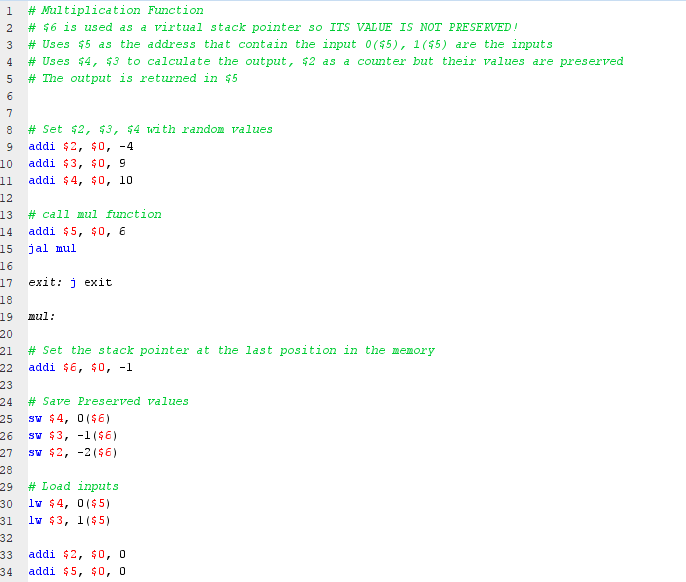 1 # Multiplication Function
2 # $6 is used as a virtual stack pointer so ITS VALUE IS NOT PRESERVED!
3 # Uses $5 as the address that contain the input 0($5), 1($5) are the inputs
4 # Uses $4, $3 to calculate the output, $2 as a counter but their values are preserved
5 # The output is returned in $5
6
7
8 # Set $2, $3, $4 with random values
9 addi $2, $0, -4
10 addi $3, $0, 9
11 addi $4, $0, 10
12
13 # call mul function
14 addi $5, $0, 6
15 jal mul
16
17 exit: j exit
18
19 mul:
20
21 # Set the stack pointer at the last position in the memory
22 addi $6, $0, -1
23
24 # Save Preserved values
25 sw $4, 0($6)
26 sw $3, -1($6)
27 sw $2, -2($6)
28
29 # Load inputs
30 lw $4, 0($5)
31 lw $3, 1($5)
32
33 addi $2, $0, 0
34 addi $5, $0, 0